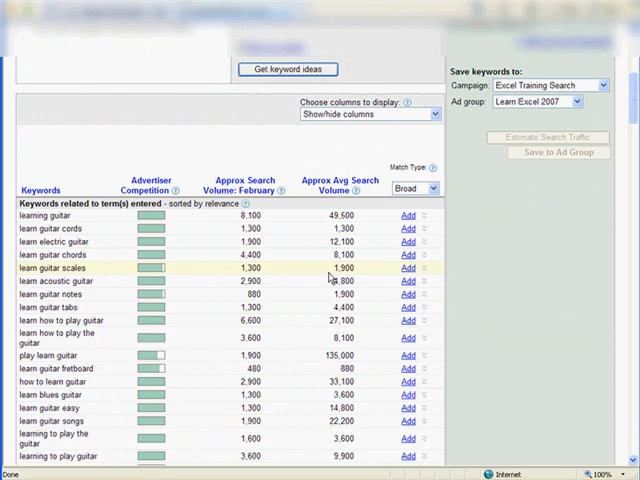 Get keyword ideas
Save keywords to:
Campaign: Excel Training Search
Ad group: Learn Excel 2007
Choose columns to display: ?
Show/hide columns
Estimate Search Traffic
Save to Ad Group
Match Type: ?
Keywords Advertiser Competition ? Approx Search Volume: February ? Approx Avg Search Volume ? Broad
Keywords related to term(s) entered - sorted by relevance ?
learning guitar 8,100 49,500 Add
learn guitar cords 1,300 1,300 Add
learn electric guitar 1,900 12,100 Add
learn guitar chords 4,400 8,100 Add
learn guitar scales 1,300 1,900 Add
learn acoustic guitar 2,900 ,800 Add
learn guitar notes 880 1,900 Add
learn guitar tabs 1,300 4,400 Add
learn how to play guitar 6,600 27,100 Add
learn how to play the
guitar 3,600 8,100 Add
play learn guitar 1,900 135,000 Add
learn guitar fretboard 480 880 Add
how to learn guitar 2,900 33,100 Add
learn blues guitar 1,300 3,600 Add
learn guitar easy 1,300 14,800 Add
learn guitar songs 1,900 22,200 Add
learning to play the
guitar 1,600 3,600 Add
learning to play guitar 3,600 9,900 Add
Done Internet 100%